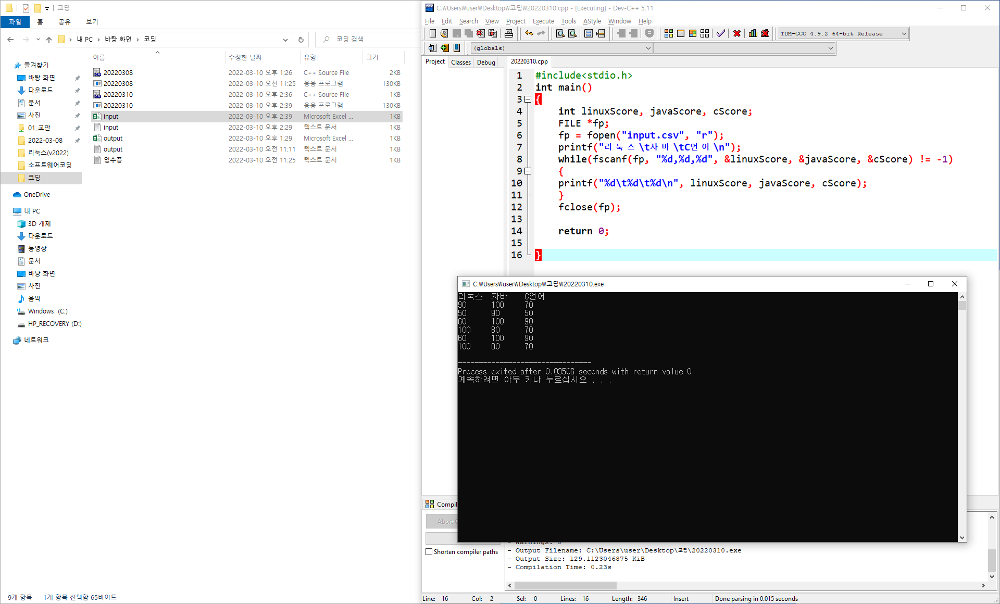 코딩
파일 홈 공유 보기
내 PC 바탕 화면 코딩
코딩 검색
즐겨찾기
바탕 화면
다운로드
문서
사진
01_교안
2022-03-08
리눅스(v2022)
소프트웨어코딩
코딩
OneDrive
내 PC
3D 개체
다운로드
동영상
문서
바탕 화면
사진
음악
Windows (C:)
HP_RECOVERY (D:)
네트워크
이름 수정한 날짜 유형 크기
20220308 2022-03-10 오후 1:26 C++ Source File 2KB
20220308 2022-03-10 오전 11:25 응용 프로그램 130KB
20220310 2022-03-10 오후 2:36 C++ Source File 1KB
20220310 2022-03-10 오후 2:39 응용 프로그램 130KB
input 2022-03-10 오후 2:39 Microsoft Excel ... 1KB
input 2022-03-10 오후 2:29 텍스트 문서 1KB
output 2022-03-10 오후 1:29 Microsoft Excel ... 1KB
output 2022-03-10 오전 11:11 텍스트 문서 1KB
영수증 2022-03-10 오전 11:25 텍스트 문서 1KB
9개 항목 1개 항목 선택함 65바이트
C:₩Users₩user₩Desktop₩코딩₩20220310.cpp - [Executing] - Dev-C++ 5.11
File Edit Search View Project Execute Tools AStyle Window Help
TDM-GCC 4.9.2 64-bit Release
(globals)
Project Classes Debug
20220310.cpp
1 #include<stdio.h>
2 int main()
3 {
4 int linuxScore, javaScore, cScore;
5 FILE *fp;
6 fp = fopen("input.csv", "r");
7 printf("리눅스\t자바\tC언어\n");
8 while(fscanf(fp, "%d,%d,%d", &linuxScore, &javaScore, &cScore) != -1)
9 {
10 printf("%d\t%d\t%d\n", linuxScore, javaScore, cScore);
11 }
12 fclose(fp);
13
14 return 0;
15
16 }
C:₩Users₩user₩Desktop₩코딩₩20220310.exe
리눅스 자바 C언어
90 100 70
50 90 50
60 100 90
100 80 70
60 100 90
100 80 70
--------------------------------
Process exited after 0.03506 seconds with return value 0
계속하려면 아무 키나 누르십시오 . . .
Compil
Abort
Shorten compiler paths
- Warnings: 0
- Output Filename: C:\Users\user\Desktop\코딩\20220310.exe
- Output Size: 129.1123046875 KiB
- Compilation Time: 0.23s
Line: 16 Col: 2 Sel: 0 Lines: 16 Length: 346 Insert Done parsing in 0.015 seconds